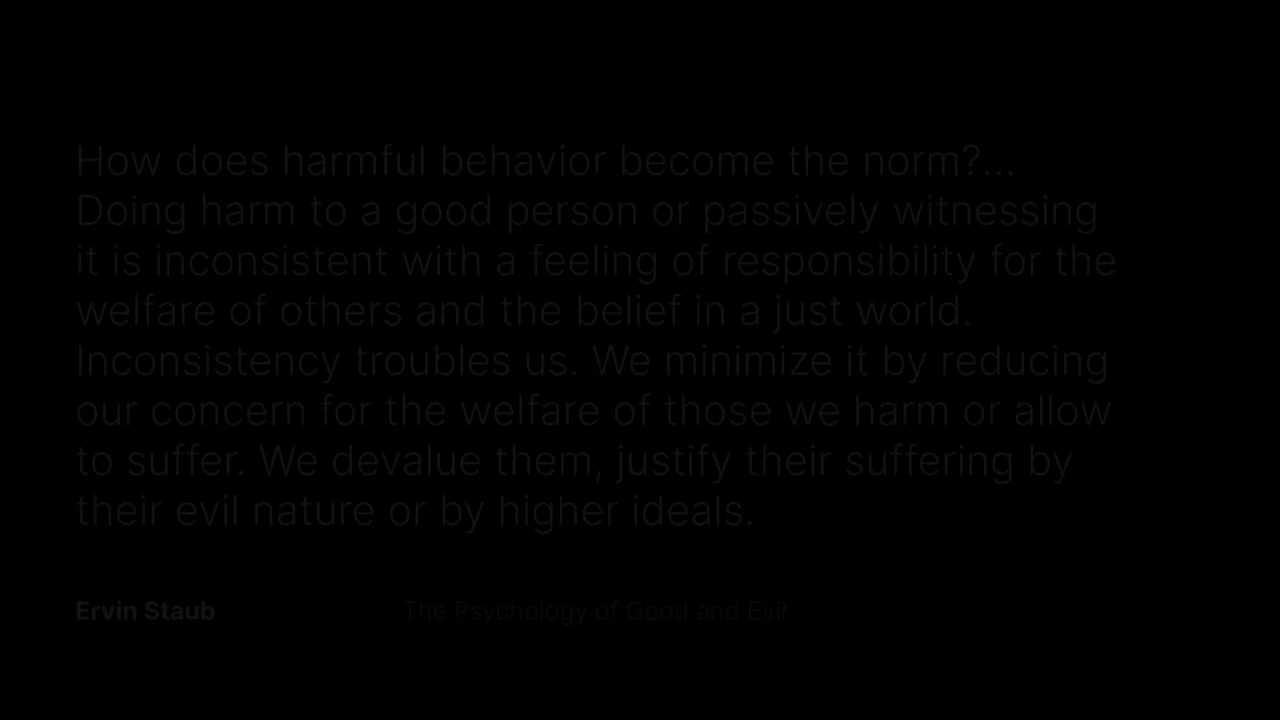 How does harmful behavior become the norm?...
Doing harm to a good person or passively witnessing
it is inconsistent with a feeling of responsibility for the
welfare of others and the belief in a just world.
Inconsistency troubles us. We minimize it by reducing
our concern for the welfare of those we harm or allow
to suffer. We devalue them, justify their suffering by
their evil nature or by higher ideals.
Ervin Staub The Psychology of Good and Evil